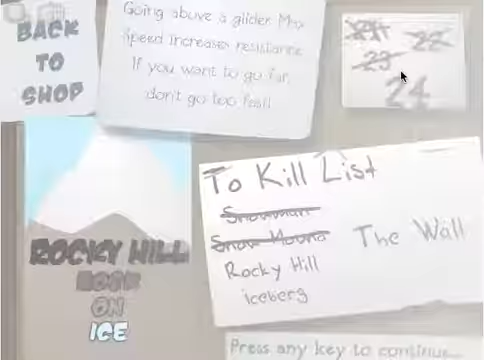 BACK
TO
SHOP
Going above a glider Max
speed increases resistance.
If you want to go far,
don't go too fast!
21 22
23
24
To Kill List
Snowman
Snow Mound
Rocky Hill
iceberg
The Wall
ROCKY HILL
ON
ICE
Press any key to continue...